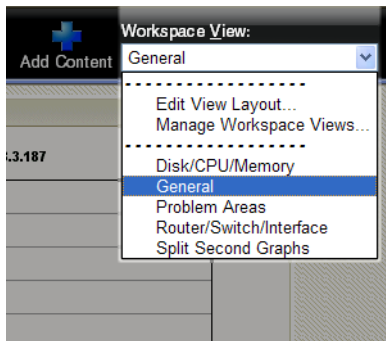 Workspace View:
Add Content
General
Edit View Layout...
Manage Workspace Views...
.3.187
Disk/CPU/Memory
General
Problem Areas
Router/Switch/Interface
Split Second Graphs